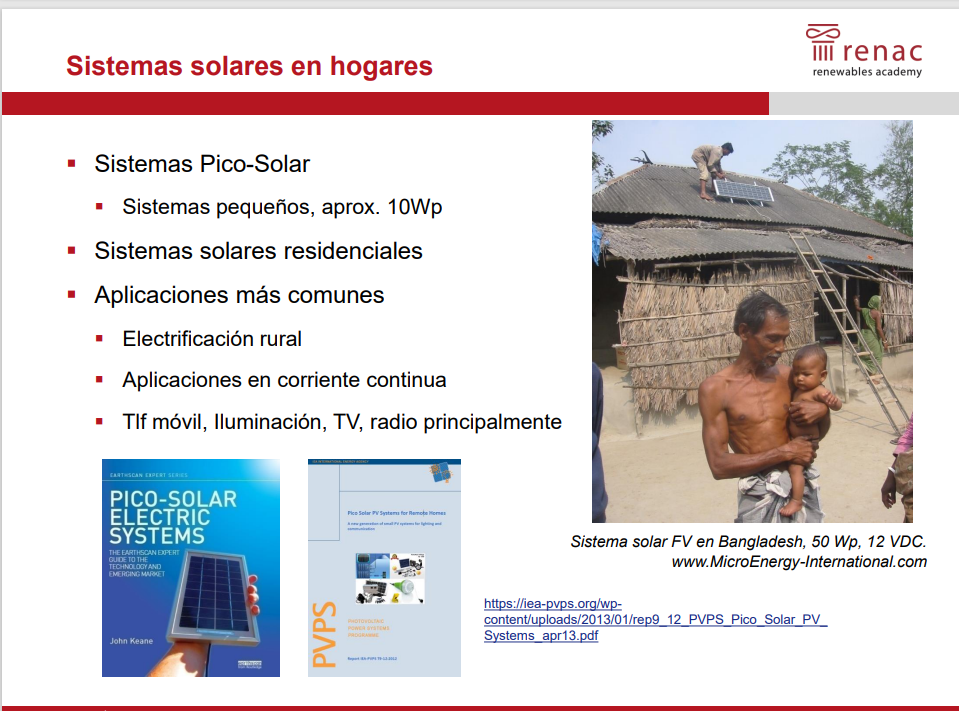 Sistemas solares en hogares
renac
renewables academy
Sistemas Pico-Solar
Sistemas pequeños, aprox. 10Wp
Sistemas solares residenciales
Aplicaciones más comunes
Electrificación rural
Aplicaciones en corriente continua
Tlf móvil, Iluminación, TV, radio principalmente
EARTHSCAN EXPERT SERIES
PICO-SOLAR
ELECTRIC
SYSTEMS
THE EARTHSCAN EXPERT
GUIDE TO THE
TECHNOLOGY AND
EMERGING MARKET
John Keane
Pico Solar PV Systems for Remote Homes
A new generation of small PV systems for lighting and
communication
PVPS
PHOTOVOLTAIC
POWER SYSTEMS
PROGRAMME
Report IEA-PVPS T9-12:2012
Sistema solar FV en Bangladesh, 50 Wp, 12 VDC.
www.MicroEnergy-International.com
https://iea-pvps.org/wp-
content/uploads/2013/01/rep9_12_PVPS_Pico_Solar_PV_
Systems_apr13.pdf